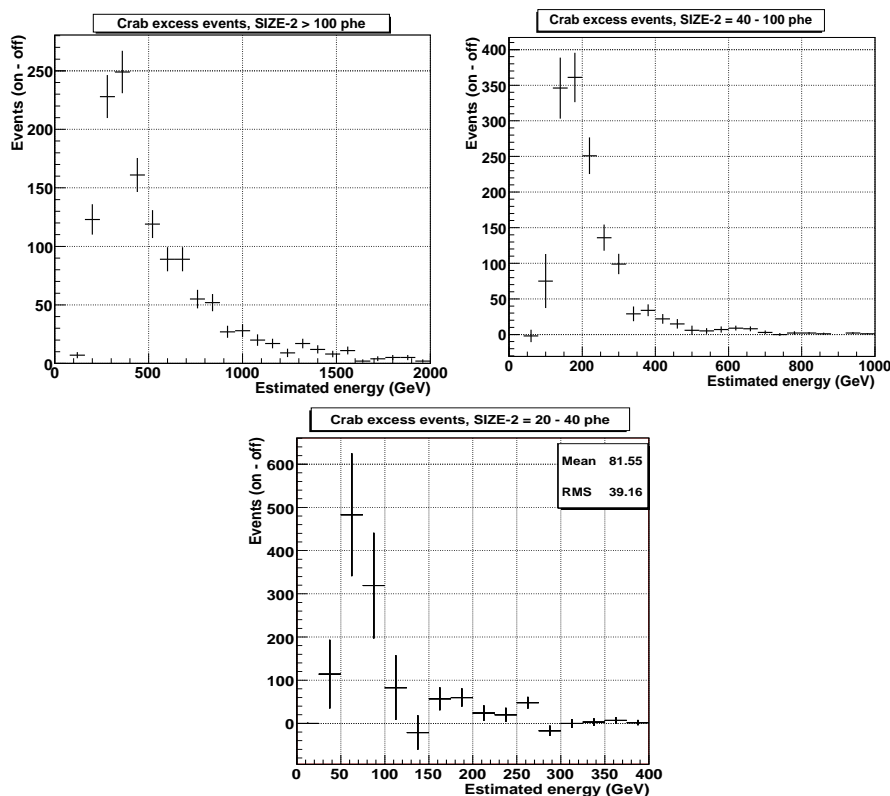 Crab excess events, SIZE-2 > 100 phe
Events (on - off)
250
200
150
100
50
0
0 500 1000 1500 2000
Estimated energy (GeV)
Crab excess events, SIZE-2 = 40 - 100 phe
Events (on - off)
400
350
300
250
200
150
100
50
0
0 200 400 600 800 1000
Estimated energy (GeV)
Crab excess events, SIZE-2 = 20 - 40 phe
Events (on - off)
Mean 81.55
RMS 39.16
600
500
400
300
200
100
0
0 50 100 150 200 250 300 350 400
Estimated energy (GeV)